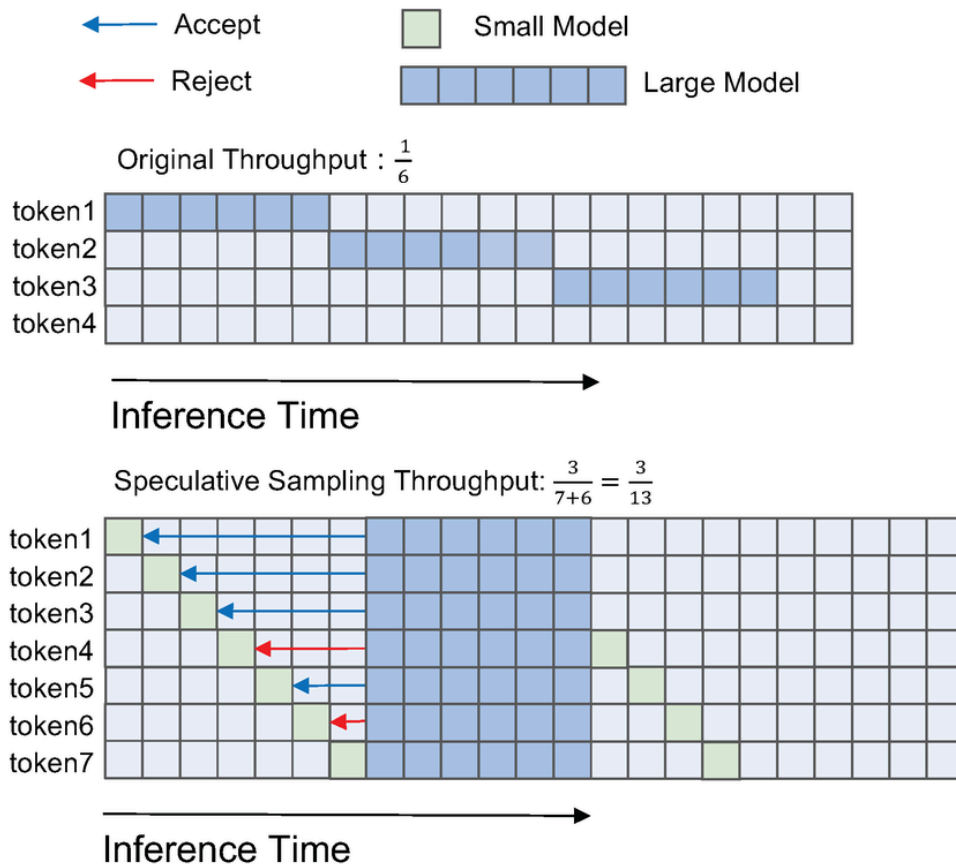 Accept
Small Model
Reject
Large Model
Original Throughput : 1/6
token1
token2
token3
token4
Inference Time
Speculative Sampling Throughput: 3/(7+6) = 3/13
token1
token2
token3
token4
token5
token6
token7
Inference Time